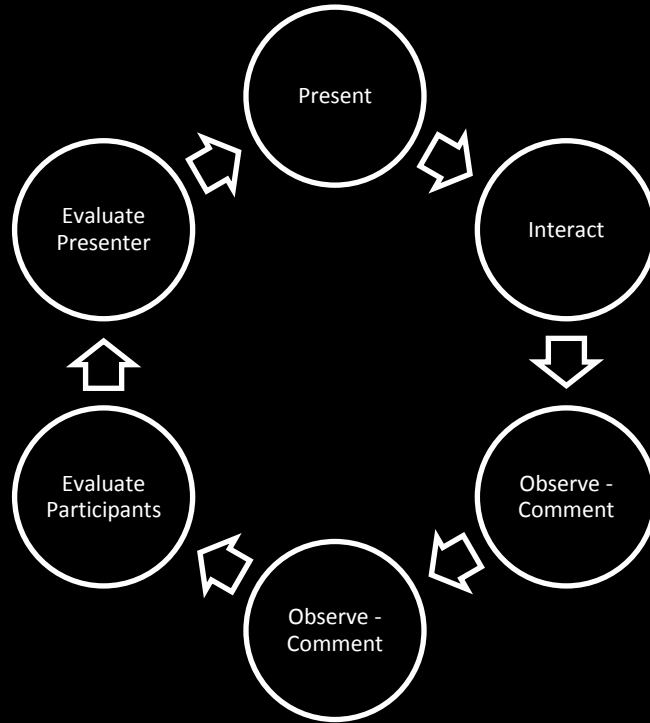 Present
Interact
Observe -
Comment
Observe -
Comment
Evaluate
Participants
Evaluate
Presenter